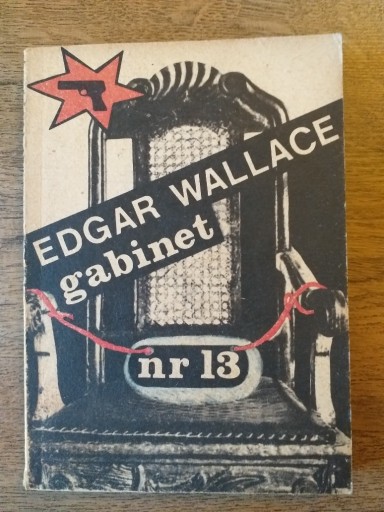 EDGAR WALLACE
gabinet
nr 13